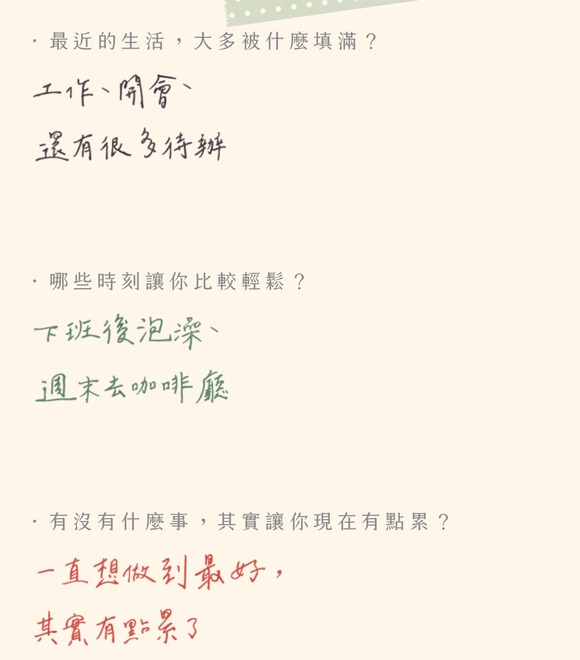 · 最近的生活，大多被什麼填滿？
工作、開會、
還有很多待辦
· 哪些時刻讓你比較輕鬆？
下班後泡澡、
週末去咖啡廳
· 有沒有什麼事，其實讓你現在有點累？
一直想做到最好，
其實有點累了